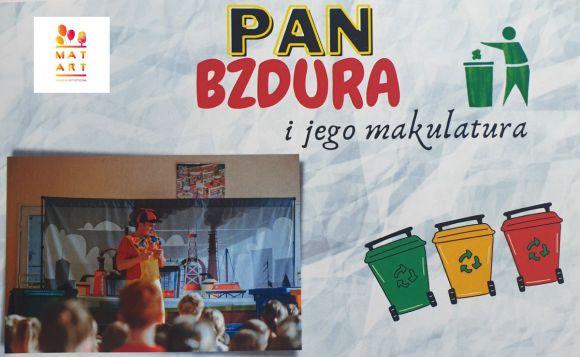 MAT
ART
PAN
BZDURA
i jego makulatura